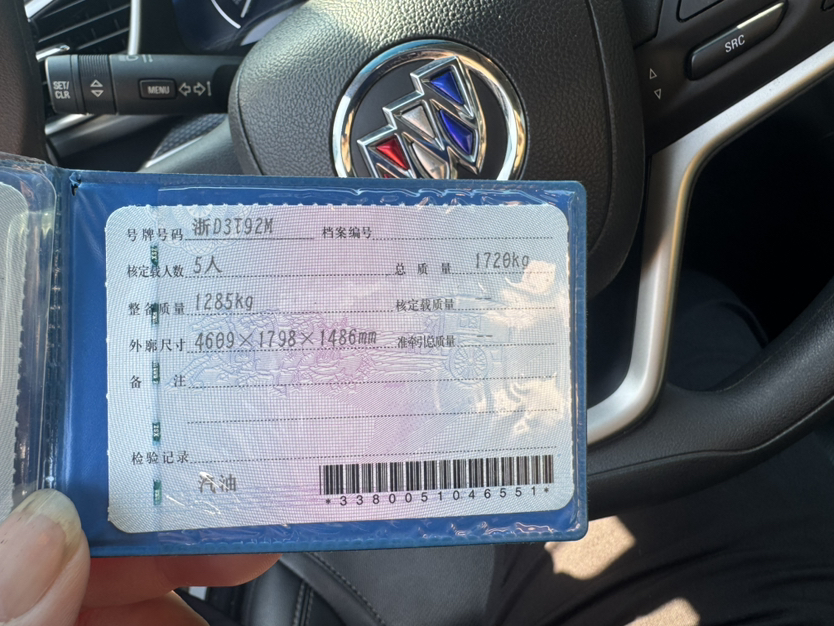 SET/
CLR
MENU
SRC
号牌号码 浙D3T92M 档案编号
核定载人数 5人 总质量 1720kg
整备质量 1285kg 核定载质量 --
外廓尺寸 4609×1798×1486mm 准牵引总质量 --
备注
检验记录
汽油
*3380051046551*